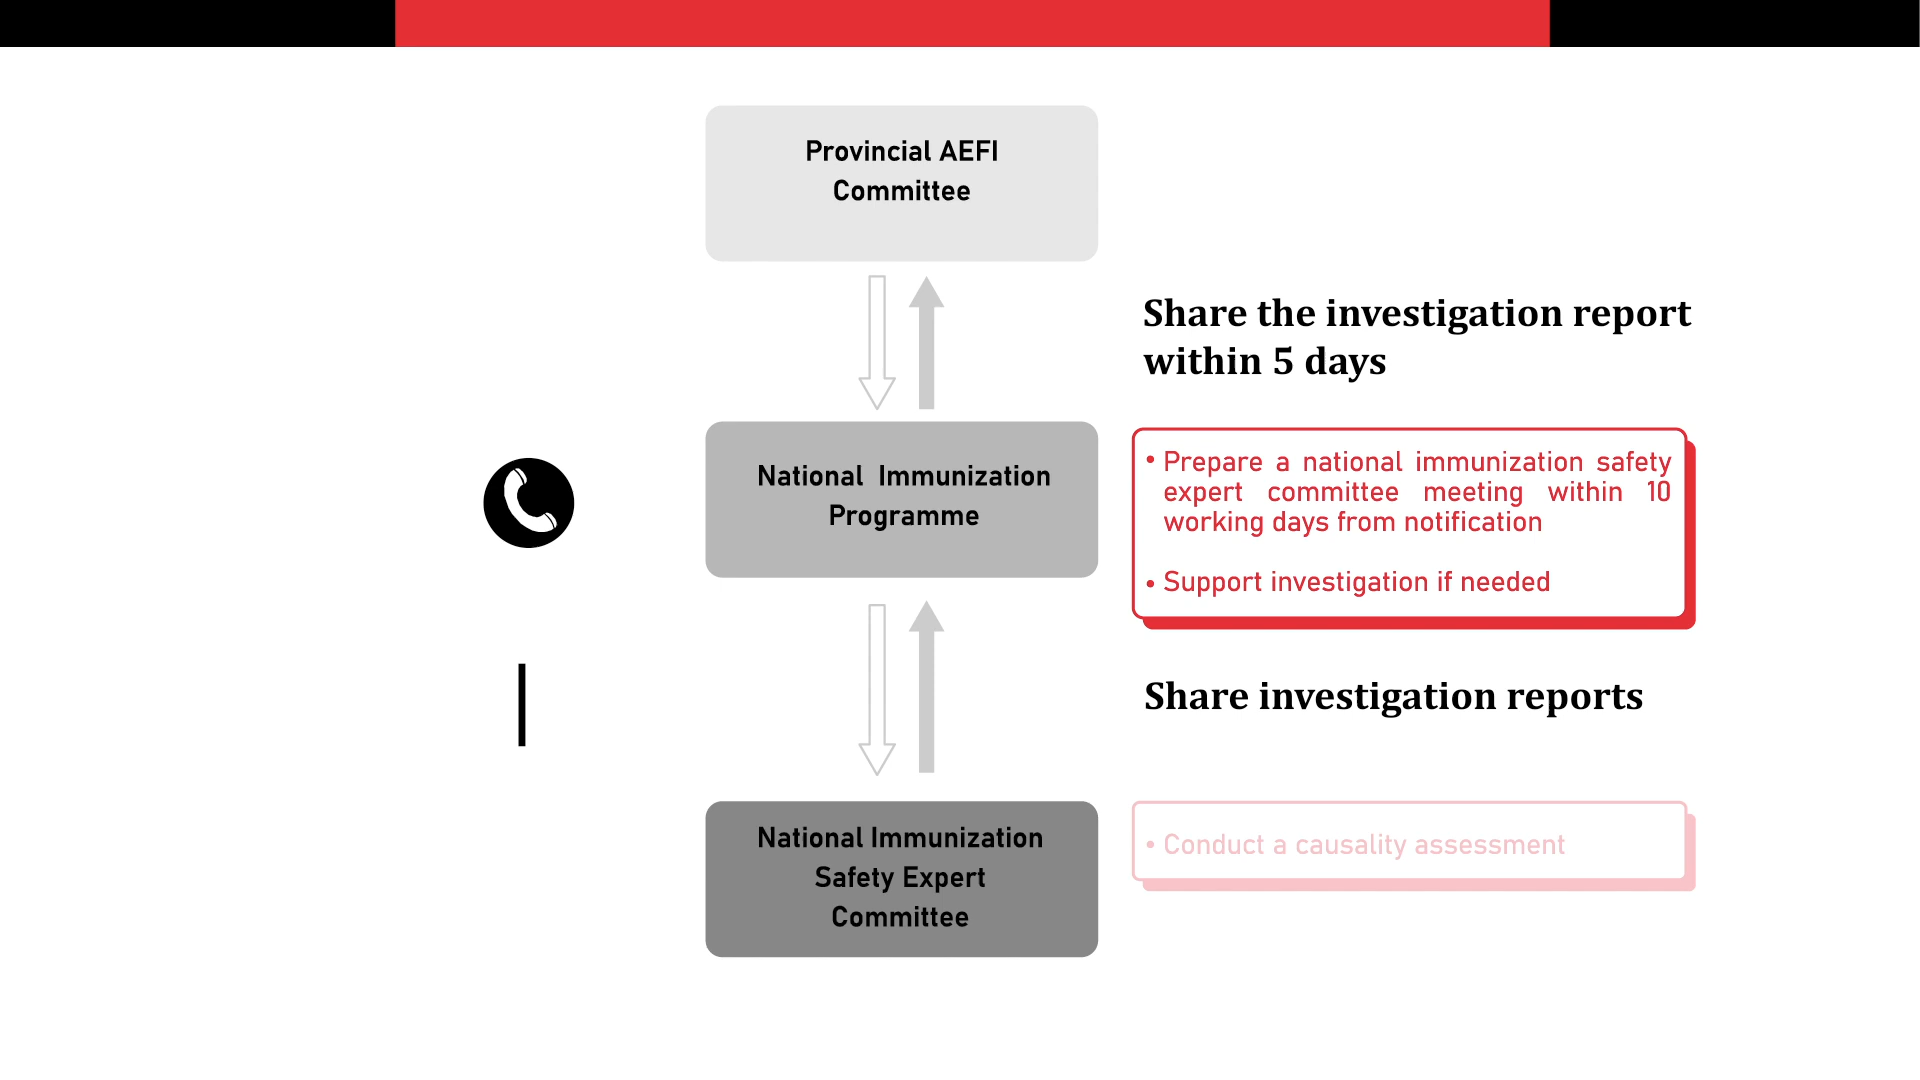 Provincial AEFI
Committee
Share the investigation report
within 5 days
National Immunization
Programme
• Prepare a national immunization safety
expert committee meeting within 10
working days from notification
• Support investigation if needed
Share investigation reports
National Immunization
Safety Expert
Committee
• Conduct a causality assessment